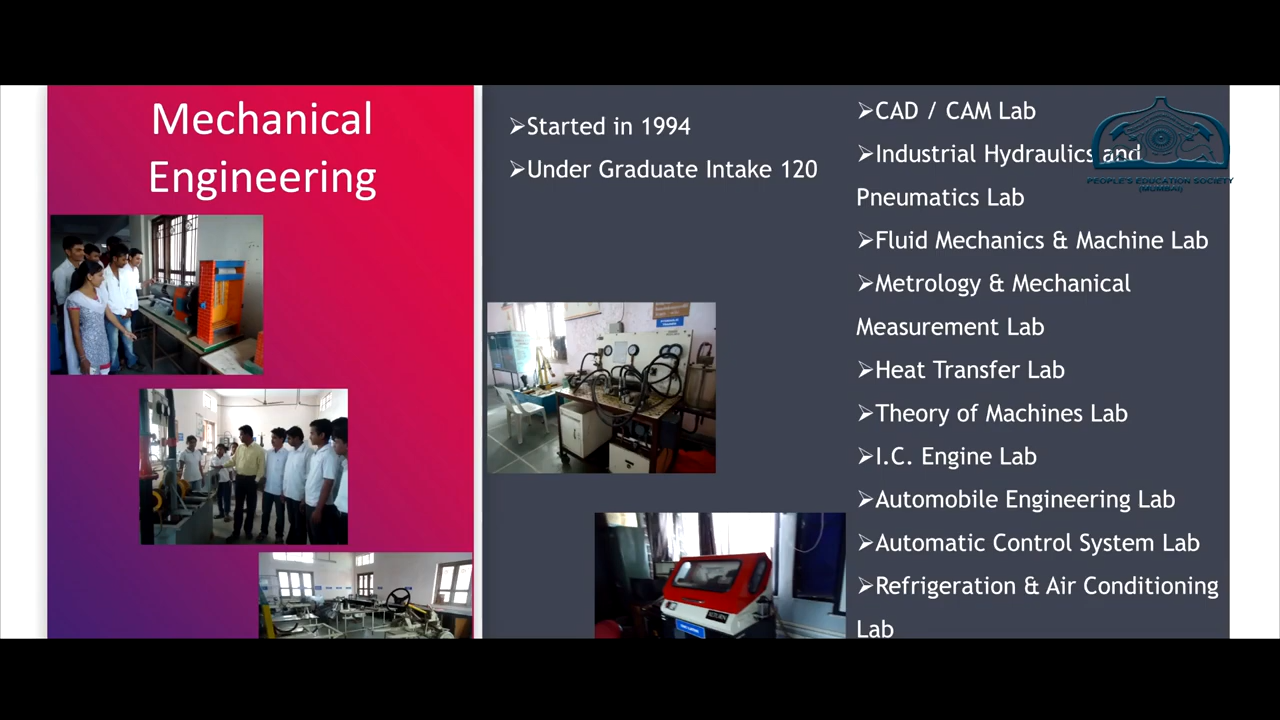 Mechanical
Engineering
➢Started in 1994
➢Under Graduate Intake 120
➢CAD / CAM Lab
➢Industrial Hydraulics and
Pneumatics Lab
➢Fluid Mechanics & Machine Lab
➢Metrology & Mechanical
Measurement Lab
➢Heat Transfer Lab
➢Theory of Machines Lab
➢I.C. Engine Lab
➢Automobile Engineering Lab
➢Automatic Control System Lab
➢Refrigeration & Air Conditioning
Lab
PEOPLE'S EDUCATION SOCIETY
(MUMBAI)